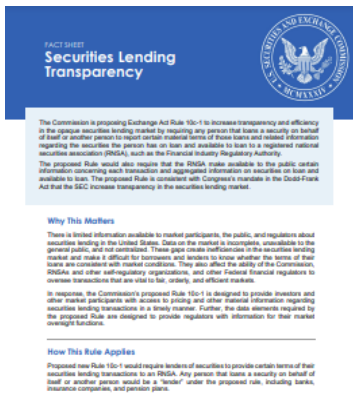 FACT SHEET
Securities Lending
Transparency
U.S. SECURITIES AND EXCHANGE COMMISSION
MCMXXXIV
The Commission is proposing Exchange Act Rule 10c-1 to increase transparency and efficiency
in the opaque securities lending market by requiring any person that loans a security on behalf
of itself or another person to report certain material terms of those loans and related information
regarding the securities the person has on loan and available to loan to a registered national
securities association (RNSA), such as the Financial Industry Regulatory Authority.
The proposed Rule would also require that the RNSA make available to the public certain
information concerning each transaction and aggregated information on securities on loan and
available to loan. The proposed Rule is consistent with Congress's mandate in the Dodd-Frank
Act that the SEC increase transparency in the securities lending market.
Why This Matters
There is limited information available to market participants, the public, and regulators about
securities lending in the United States. Data on the market is incomplete, unavailable to the
general public, and not centralized. These gaps create inefficiencies in the securities lending
market and make it difficult for borrowers and lenders to know whether the terms of their
loans are consistent with market conditions. They also affect the ability of the Commission,
RNSAs and other self-regulatory organizations, and other Federal financial regulators to
oversee transactions that are vital to fair, orderly, and efficient markets.
In response, the Commission's proposed Rule 10c-1 is designed to provide investors and
other market participants with access to pricing and other material information regarding
securities lending transactions in a timely manner. Further, the data elements required by
the proposed Rule are designed to provide regulators with information for their market
oversight functions.
How This Rule Applies
Proposed new Rule 10c-1 would require lenders of securities to provide certain terms of their
securities lending transactions to an RNSA. Any person that loans a security on behalf of
itself or another person would be a "lender" under the proposed rule, including banks,
insurance companies, and pension plans.